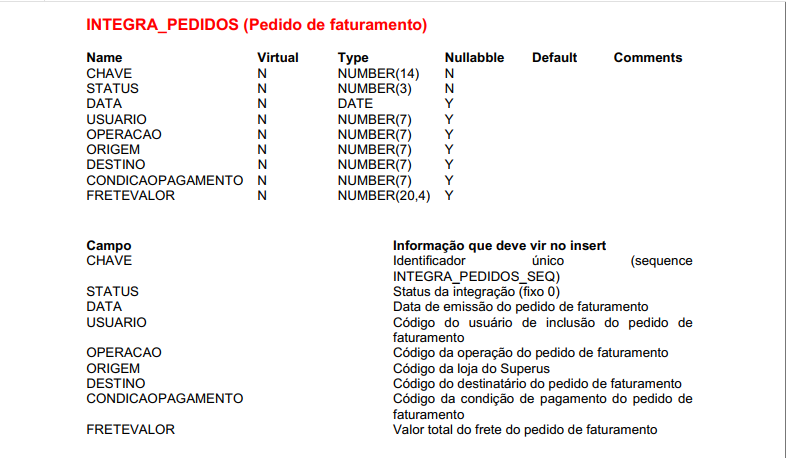 INTEGRA_PEDIDOS (Pedido de faturamento)
Name Virtual Type Nullabble Default Comments
CHAVE N NUMBER(14) N
STATUS N NUMBER(3) N
DATA N DATE Y
USUARIO N NUMBER(7) Y
OPERACAO N NUMBER(7) Y
ORIGEM N NUMBER(7) Y
DESTINO N NUMBER(7) Y
CONDICAOPAGAMENTO N NUMBER(7) Y
FRETEVALOR N NUMBER(20,4) Y
Campo Informação que deve vir no insert
CHAVE Identificador único (sequence
INTEGRA_PEDIDOS_SEQ)
STATUS Status da integração (fixo 0)
DATA Data de emissão do pedido de faturamento
USUARIO Código do usuário de inclusão do pedido de
faturamento
OPERACAO Código da operação do pedido de faturamento
ORIGEM Código da loja do Superus
DESTINO Código do destinatário do pedido de faturamento
CONDICAOPAGAMENTO Código da condição de pagamento do pedido de
faturamento
FRETEVALOR Valor total do frete do pedido de faturamento